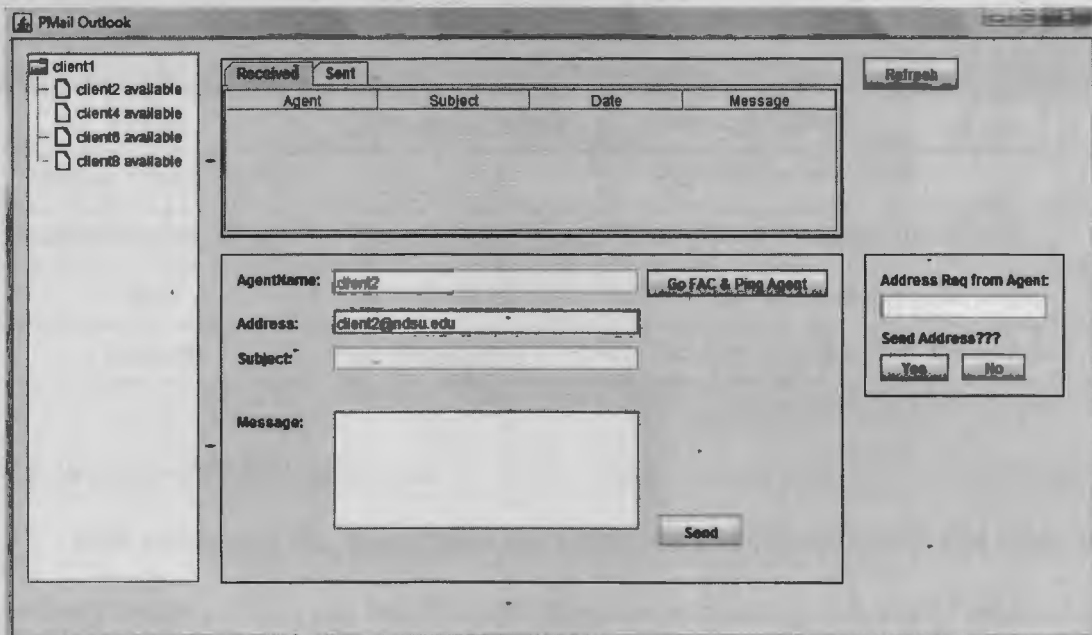 PMail Outlook
client1
client2 available
client4 available
client6 available
client8 available
Received Sent
Agent Subject Date Message
Refresh
AgentName: client2
Go FAC & Ping Agent
Address: client2@ndsu.edu
Subject:
Message:
Send
Address Req from Agent:
Send Address???
Yes No